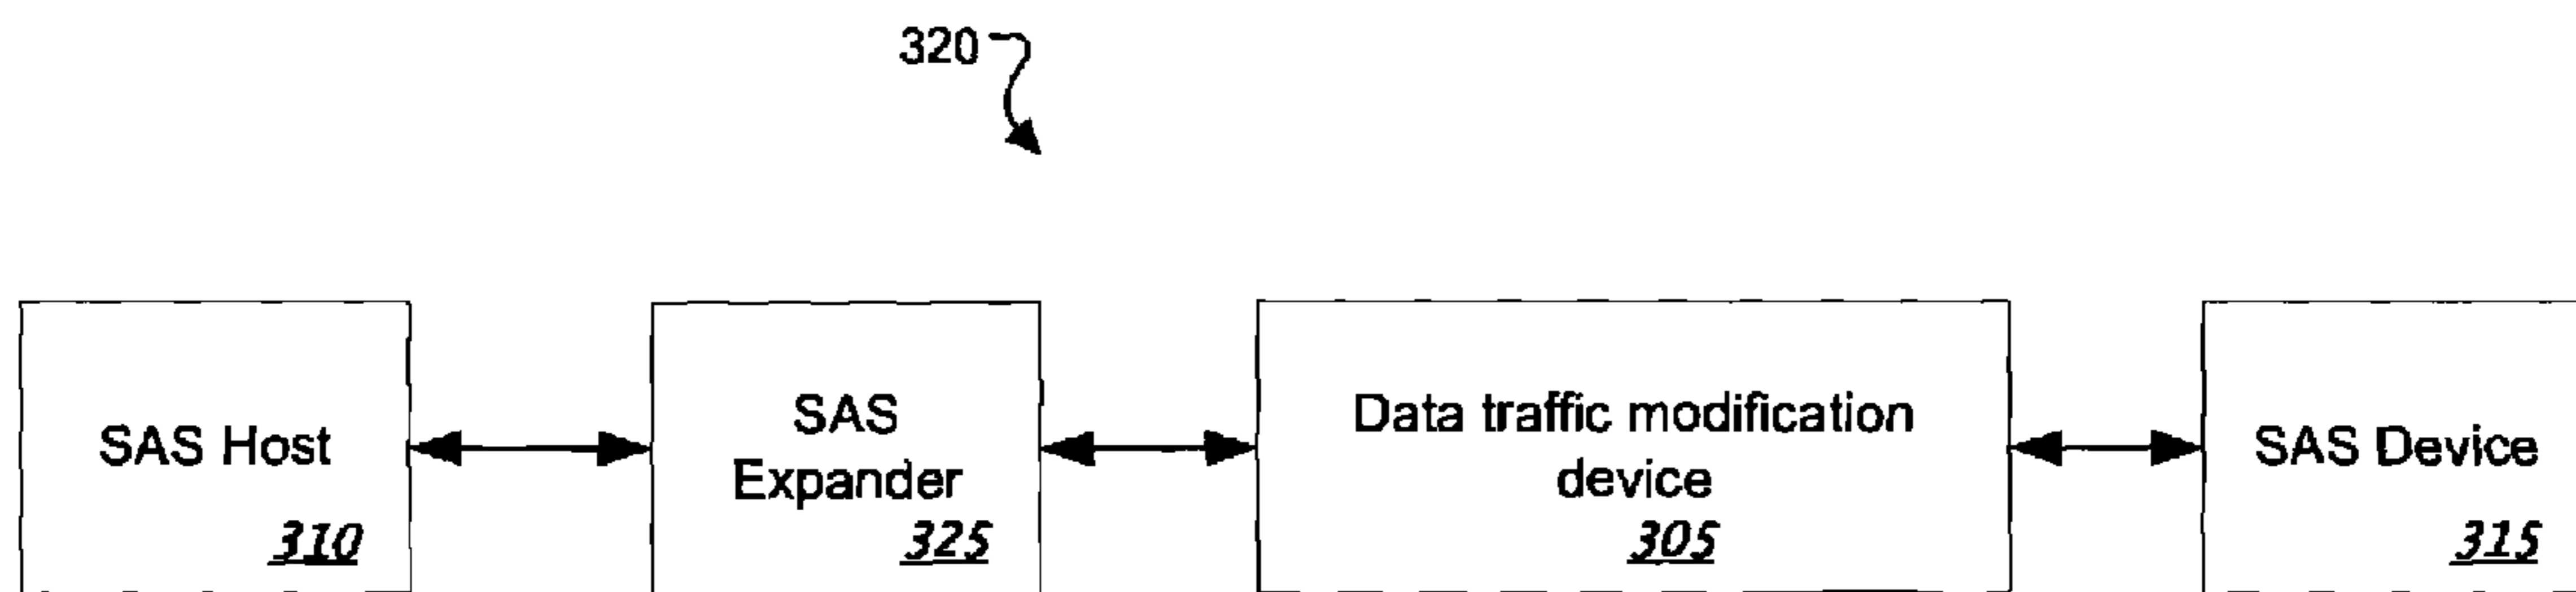 320
SAS Host
310
SAS
Expander
325
Data traffic modification
device
305
SAS Device
315